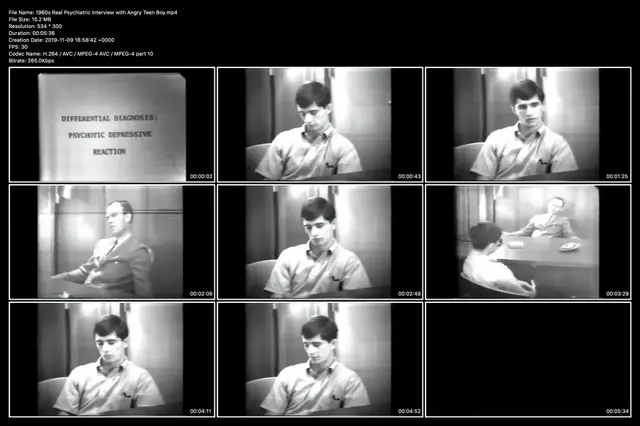 File Name: 1960s Real Psychiatric Interview with Angry Teen Boy.mp4
File Size: 15.2 MB
Resolution: 534 * 300
Duration: 00:05:36
Creation Date: 2019-11-09 18:58:42 +0000
FPS: 30
Codec Name: H.264 / AVC / MPEG-4 AVC / MPEG-4 part 10
Bitrate: 265.0Kbps
DIFFERENTIAL DIAGNOSIS:
PSYCHOTIC DEPRESSIVE
REACTION
00:00:02
00:00:43
00:01:25
00:02:06
00:02:48
00:03:29
00:04:11
00:04:52
00:05:34